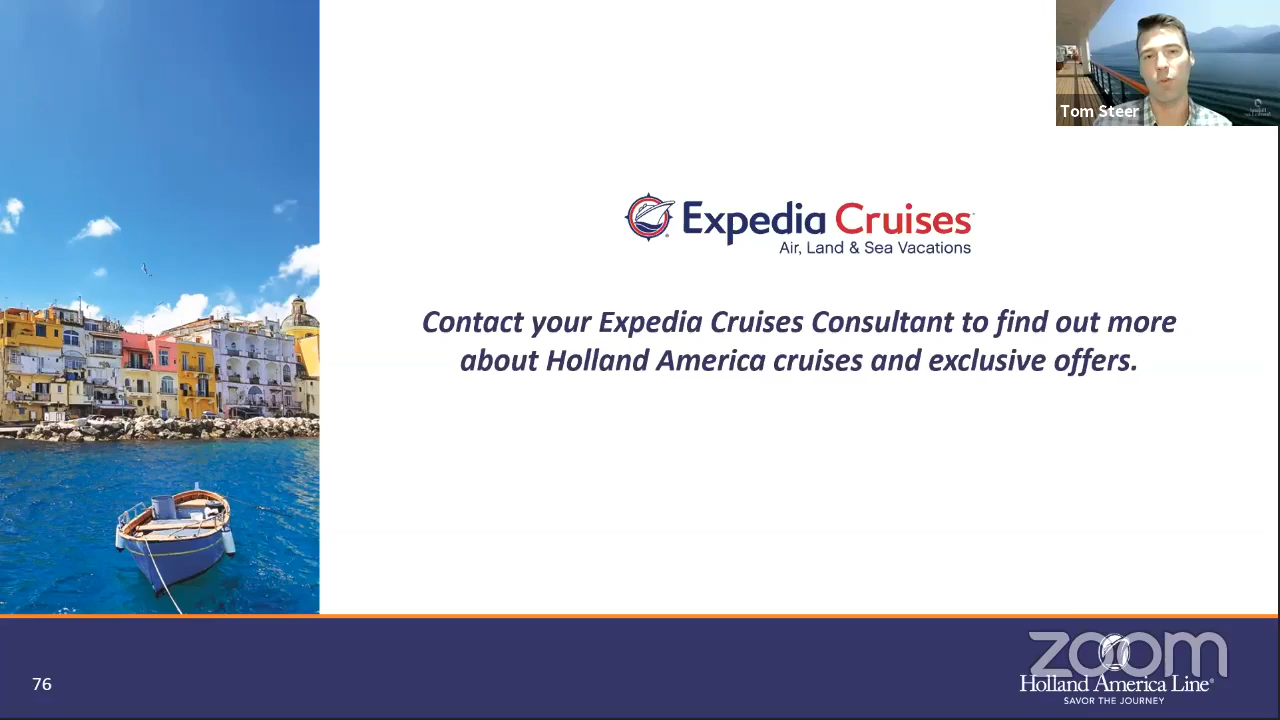 Tom Steer
Expedia Cruises
Air, Land & Sea Vacations
Contact your Expedia Cruises Consultant to find out more
about Holland America cruises and exclusive offers.
76
zoom
Holland America Line®
SAVOR THE JOURNEY